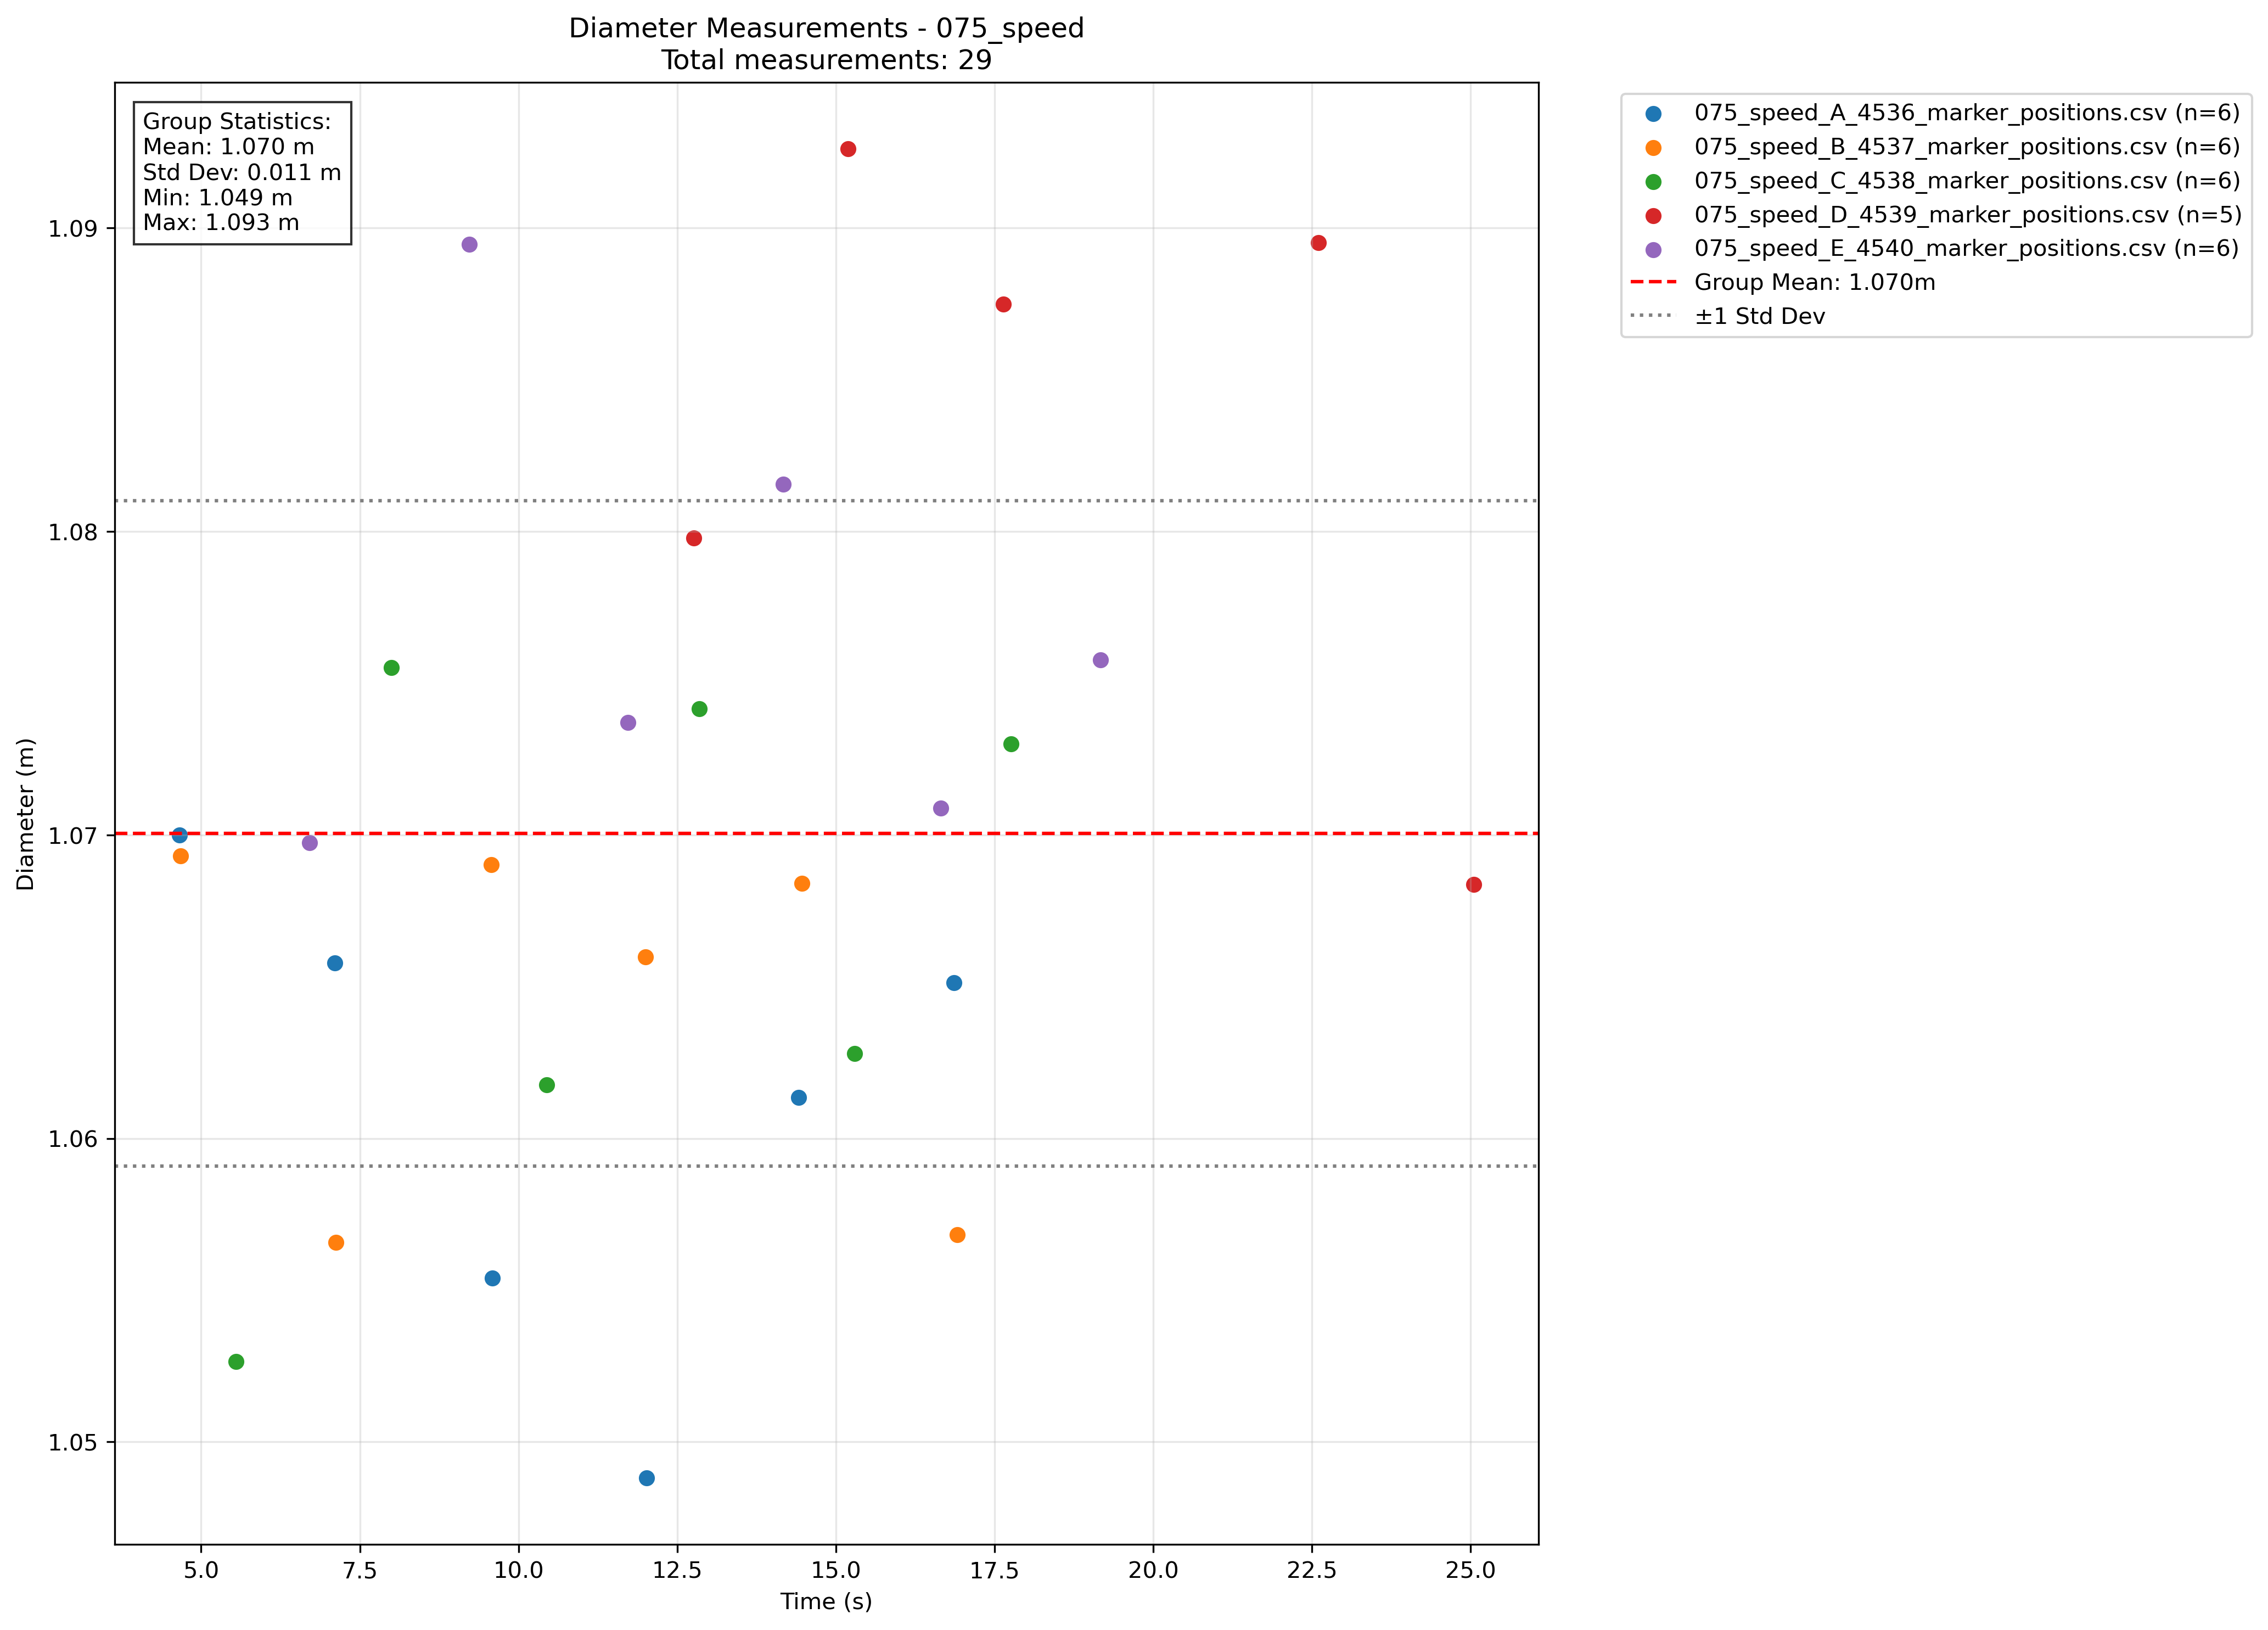 Diameter Measurements - 075_speed
Total measurements: 29
Group Statistics:
Mean: 1.070 m
Std Dev: 0.011 m
Min: 1.049 m
Max: 1.093 m
075_speed_A_4536_marker_positions.csv (n=6)
075_speed_B_4537_marker_positions.csv (n=6)
075_speed_C_4538_marker_positions.csv (n=6)
075_speed_D_4539_marker_positions.csv (n=5)
075_speed_E_4540_marker_positions.csv (n=6)
Group Mean: 1.070m
±1 Std Dev
Diameter (m)
1.09
1.08
1.07
1.06
1.05
5.0 7.5 10.0 12.5 15.0 17.5 20.0 22.5 25.0
Time (s)